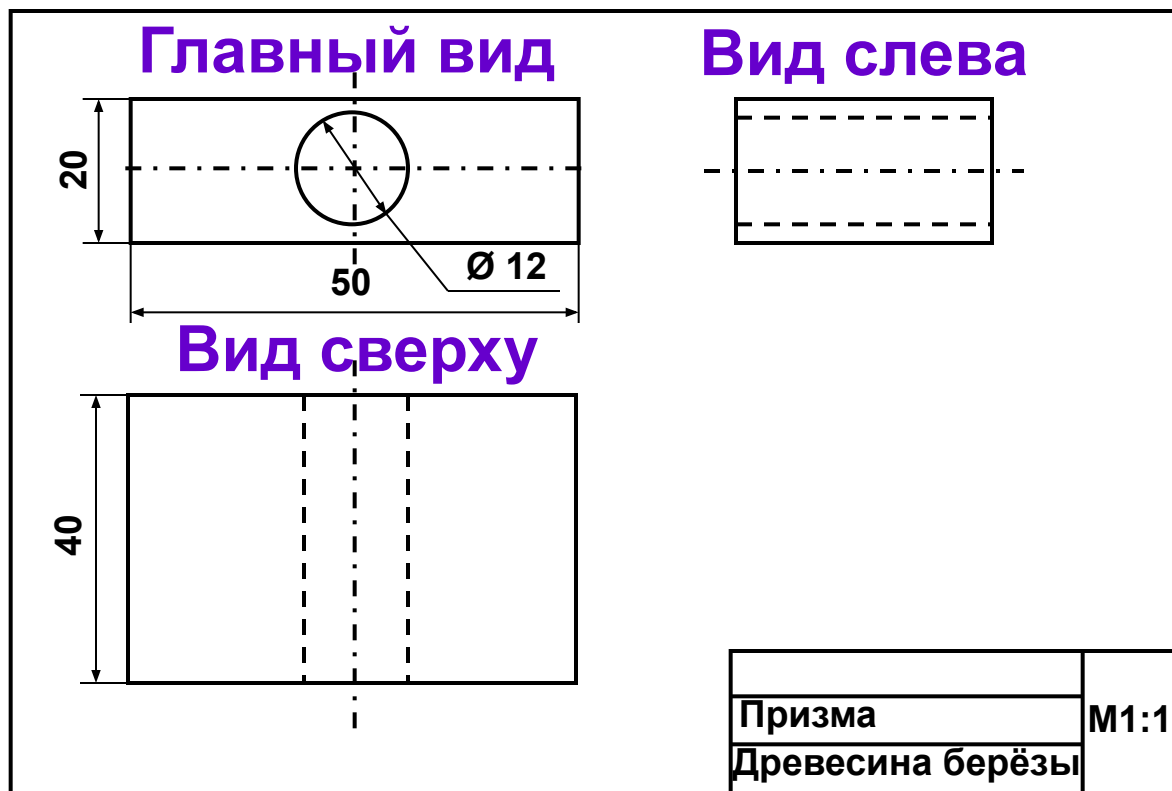 Главный вид
Вид слева
20
Ø 12
50
Вид сверху
40
Призма
М1:1
Древесина берёзы